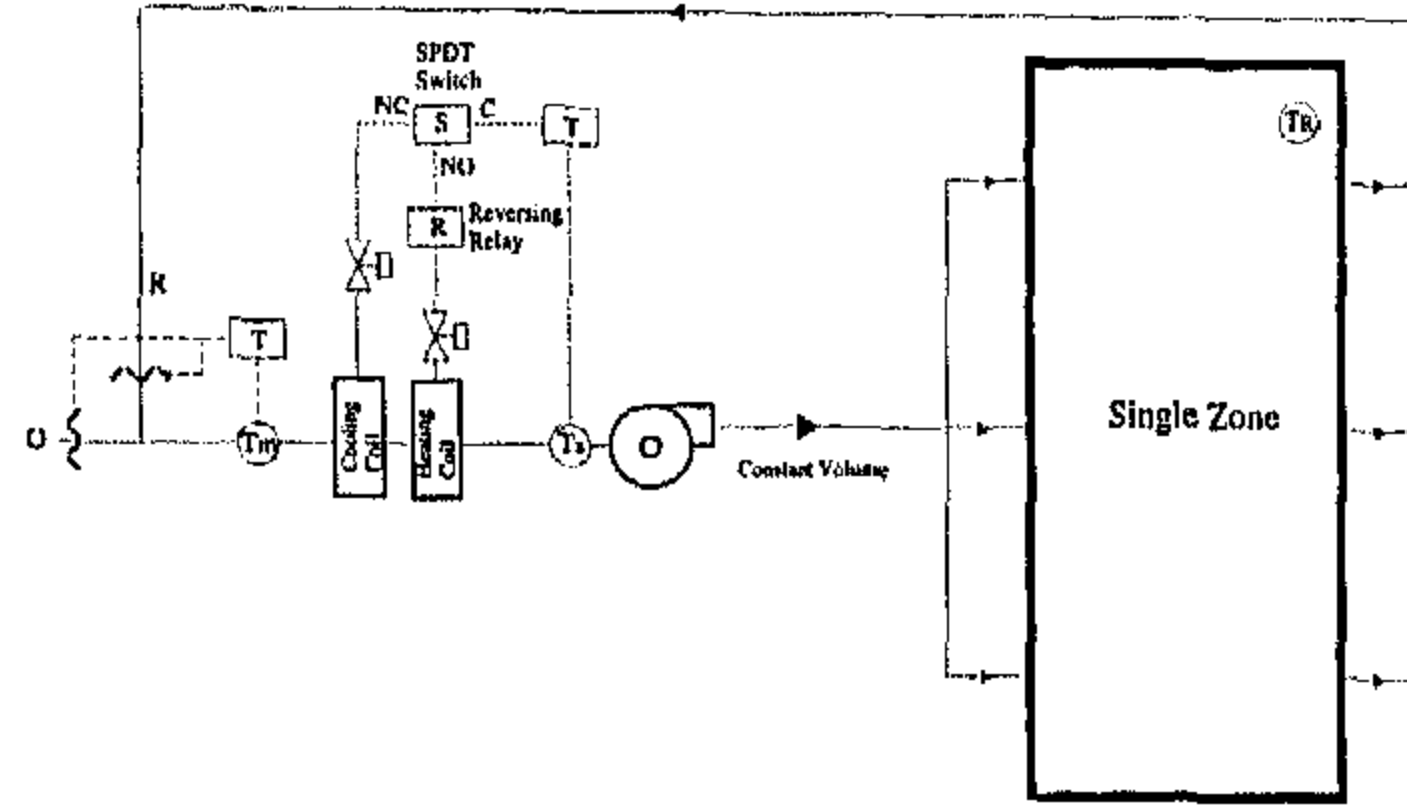 SPDT
Switch
NC
S
C
T
TR
NO
R
Reversing
Relay
R
T
O
Tm
Cooling
Coil
Heating
Coil
Ts
O
Constant Volume
Single Zone